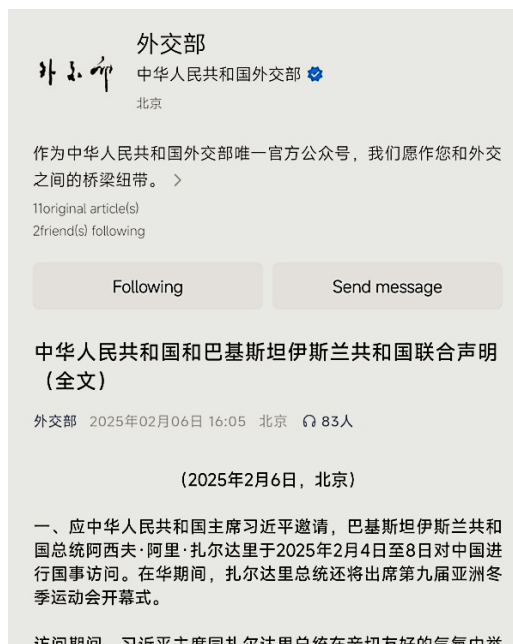 外交部
外交部
中华人民共和国外交部
北京
作为中华人民共和国外交部唯一官方公众号，我们愿作您和外交
之间的桥梁纽带。 >
11original article(s)
2friend(s) following
Following
Send message
中华人民共和国和巴基斯坦伊斯兰共和国联合声明
（全文）
外交部 2025年02月06日 16:05 北京 83人
（2025年2月6日，北京）
一、应中华人民共和国主席习近平邀请，巴基斯坦伊斯兰共和
国总统阿西夫·阿里·扎尔达里于2025年2月4日至8日对中国进
行国事访问。在华期间，扎尔达里总统还将出席第九届亚洲冬
季运动会开幕式。